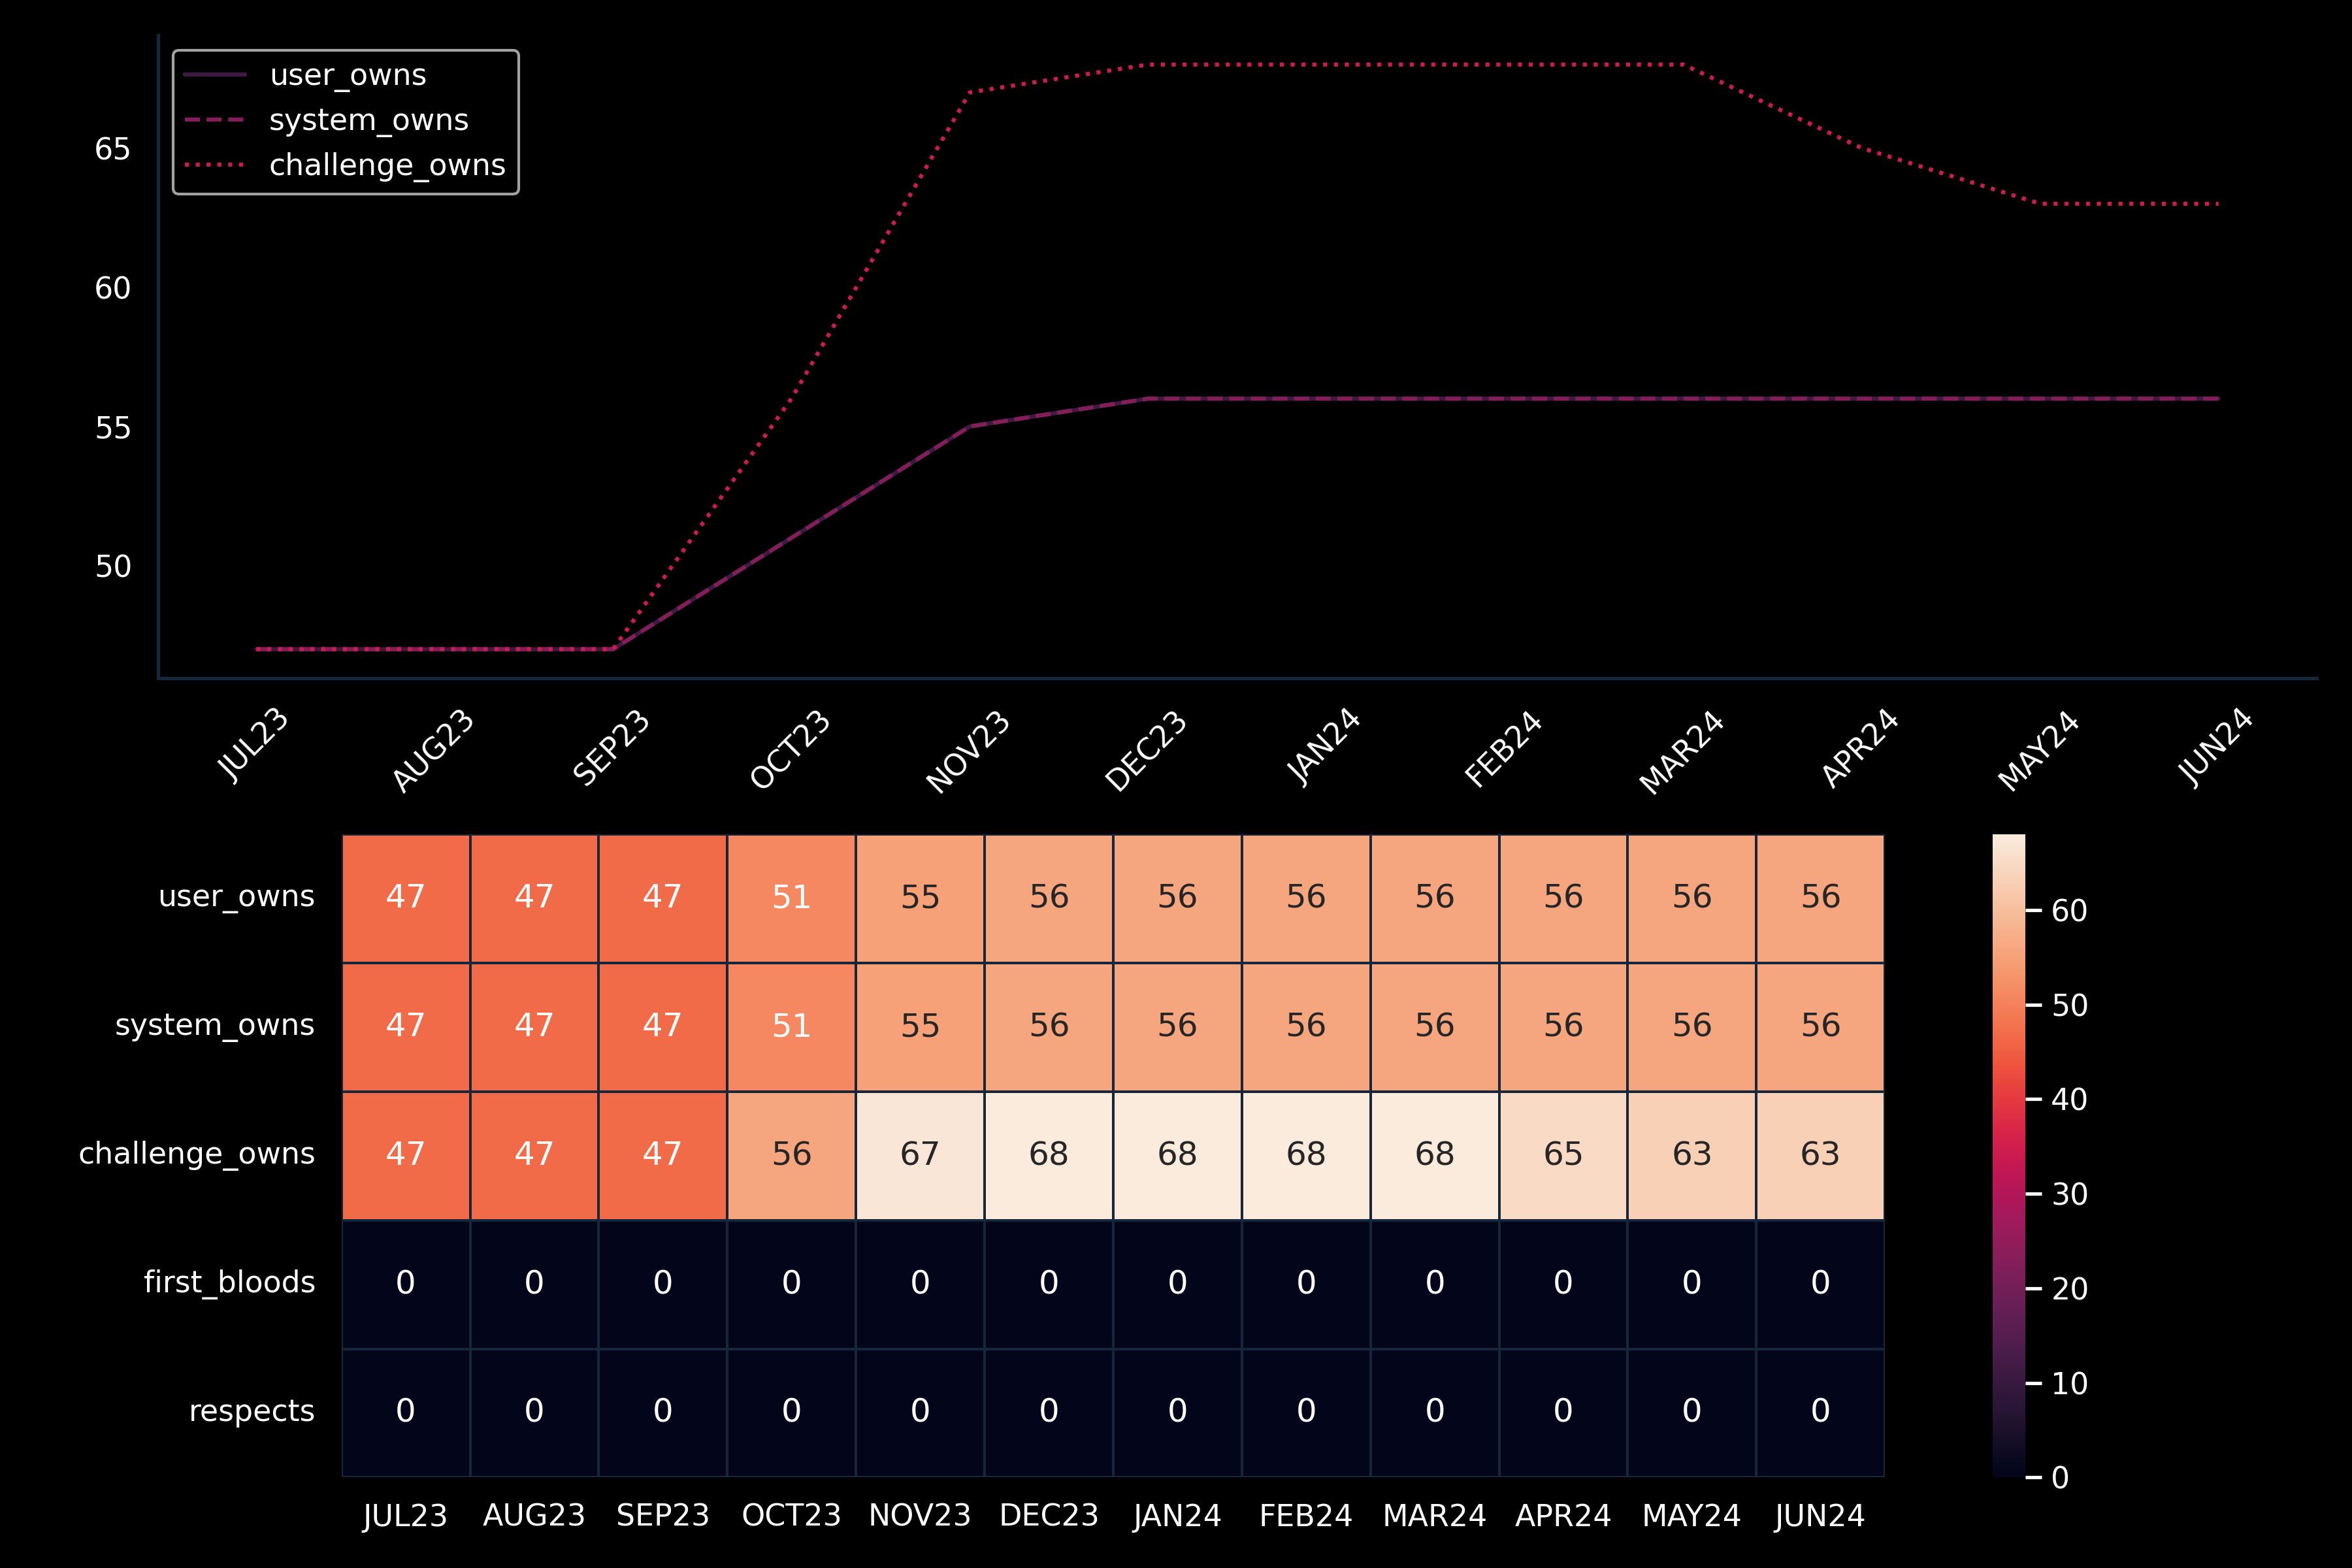 user_owns
system_owns
challenge_owns
65
60
55
50
JUL23 AUG23 SEP23 OCT23 NOV23 DEC23 JAN24 FEB24 MAR24 APR24 MAY24 JUN24
user_owns 47 47 47 51 55 56 56 56 56 56 56 56
system_owns 47 47 47 51 55 56 56 56 56 56 56 56
challenge_owns 47 47 47 56 67 68 68 68 68 65 63 63
first_bloods 0 0 0 0 0 0 0 0 0 0 0 0
respects 0 0 0 0 0 0 0 0 0 0 0 0
JUL23 AUG23 SEP23 OCT23 NOV23 DEC23 JAN24 FEB24 MAR24 APR24 MAY24 JUN24
60
50
40
30
20
10
0